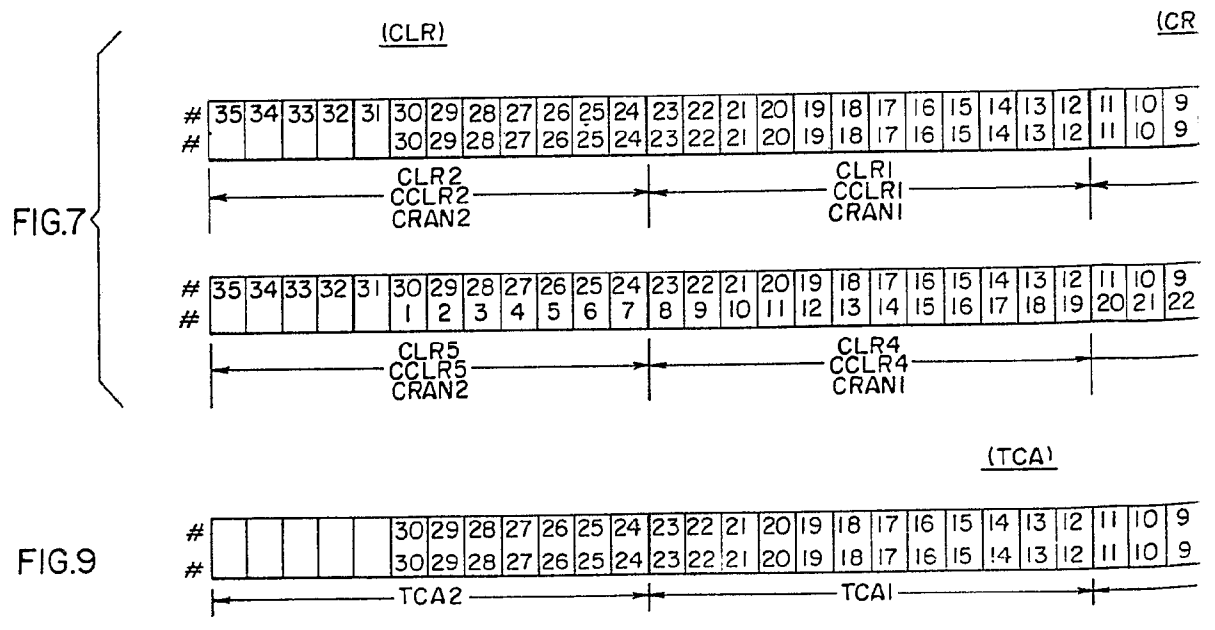 (CLR) (CR
# 35 34 33 32 31 30 29 28 27 26 25 24 23 22 21 20 19 18 17 16 15 14 13 12 11 10 9
# 30 29 28 27 26 25 24 23 22 21 20 19 18 17 16 15 14 13 12 11 10 9
CLR2 CLR1
CCLR2 CCLR1
CRAN2 CRAN1
FIG.7
# 35 34 33 32 31 30 29 28 27 26 25 24 23 22 21 20 19 18 17 16 15 14 13 12 11 10 9
# 1 2 3 4 5 6 7 8 9 10 11 12 13 14 15 16 17 18 19 20 21 22
CLR5 CLR4
CCLR5 CCLR4
CRAN2 CRAN1
(TCA)
# 30 29 28 27 26 25 24 23 22 21 20 19 18 17 16 15 14 13 12 11 10 9
FIG.9
# 30 29 28 27 26 25 24 23 22 21 20 19 18 17 16 15 14 13 12 11 10 9
TCA2 TCA1